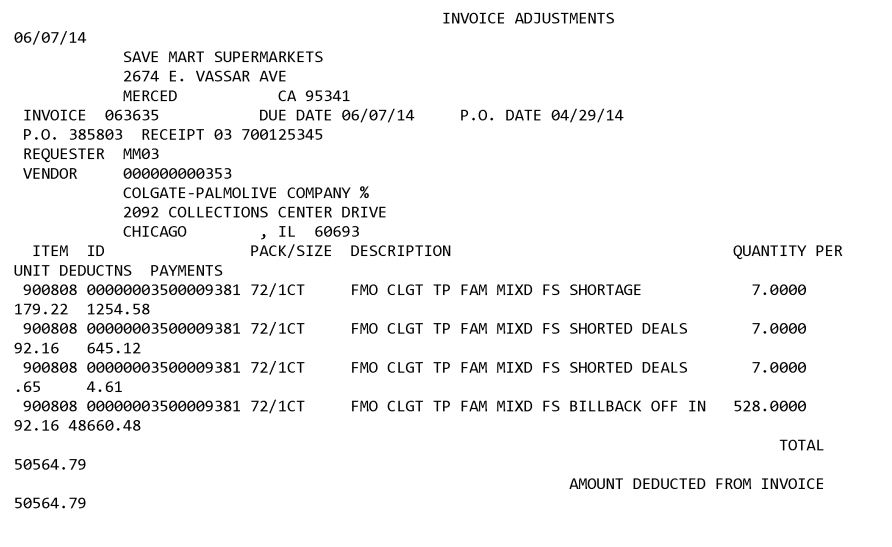 INVOICE ADJUSTMENTS
06/07/14
SAVE MART SUPERMARKETS
2674 E. VASSAR AVE
MERCED CA 95341
INVOICE 063635 DUE DATE 06/07/14 P.O. DATE 04/29/14
P.O. 385803 RECEIPT 03 700125345
REQUESTER MM03
VENDOR 000000000353
COLGATE-PALMOLIVE COMPANY %
2092 COLLECTIONS CENTER DRIVE
CHICAGO , IL 60693
ITEM ID PACK/SIZE DESCRIPTION QUANTITY PER
UNIT DEDUCTNS PAYMENTS
900808 00000003500009381 72/1CT FMO CLGT TP FAM MIXD FS SHORTAGE 7.0000
179.22 1254.58
900808 00000003500009381 72/1CT FMO CLGT TP FAM MIXD FS SHORTED DEALS 7.0000
92.16 645.12
900808 00000003500009381 72/1CT FMO CLGT TP FAM MIXD FS SHORTED DEALS 7.0000
.65 4.61
900808 00000003500009381 72/1CT FMO CLGT TP FAM MIXD FS BILLBACK OFF IN 528.0000
92.16 48660.48
TOTAL
50564.79
AMOUNT DEDUCTED FROM INVOICE
50564.79